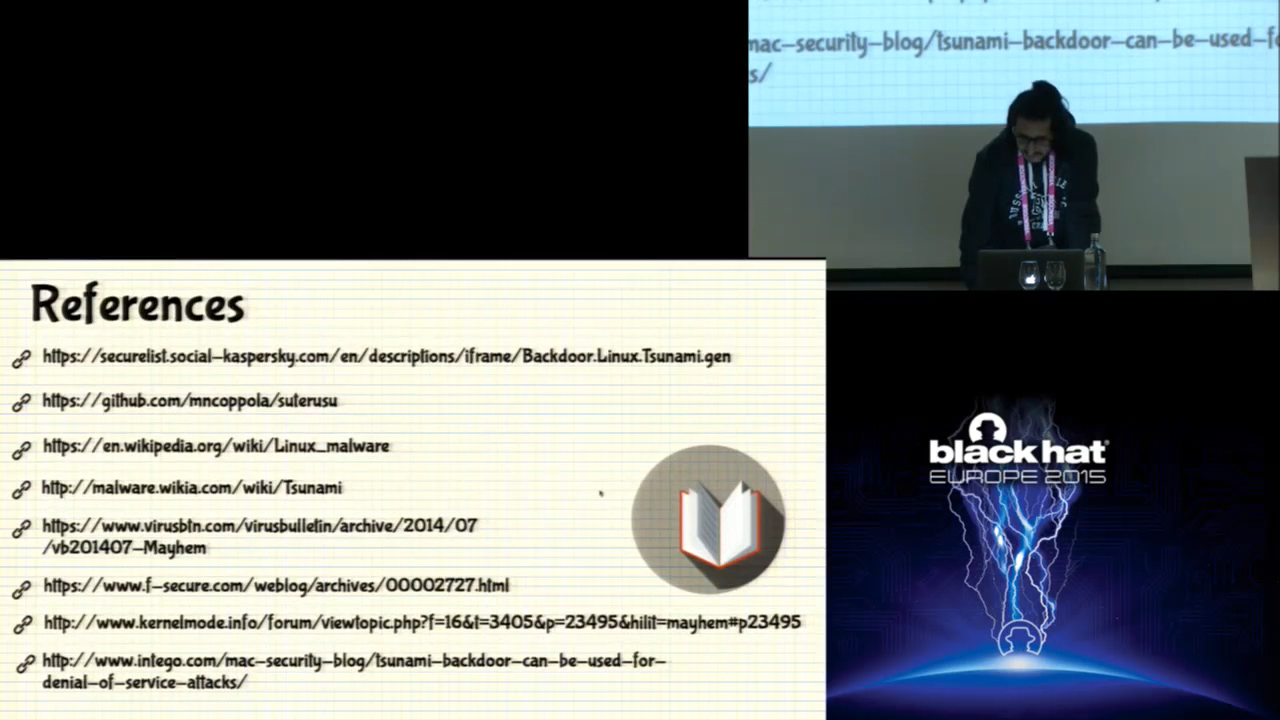 mac-security-blog/tsunami-backdoor-can-be-used-
s/
References
https://securelist.social-kaspersky.com/en/descriptions/iframe/Backdoor.Linux.Tsunami.gen
https://github.com/mncoppola/suterusu
https://en.wikipedia.org/wiki/Linux_malware
http://malware.wikia.com/wiki/Tsunami
https://www.virusbtn.com/virusbulletin/archive/2014/07
/vb201407-Mayhem
https://www.f-secure.com/weblog/archives/00002727.html
http://www.kernelmode.info/forum/viewtopic.php?f=16&t=3405&p=23495&hilit=mayhem#p23495
http://www.intego.com/mac-security-blog/tsunami-backdoor-can-be-used-for-
denial-of-service-attacks/
black hat
EUROPE 2015